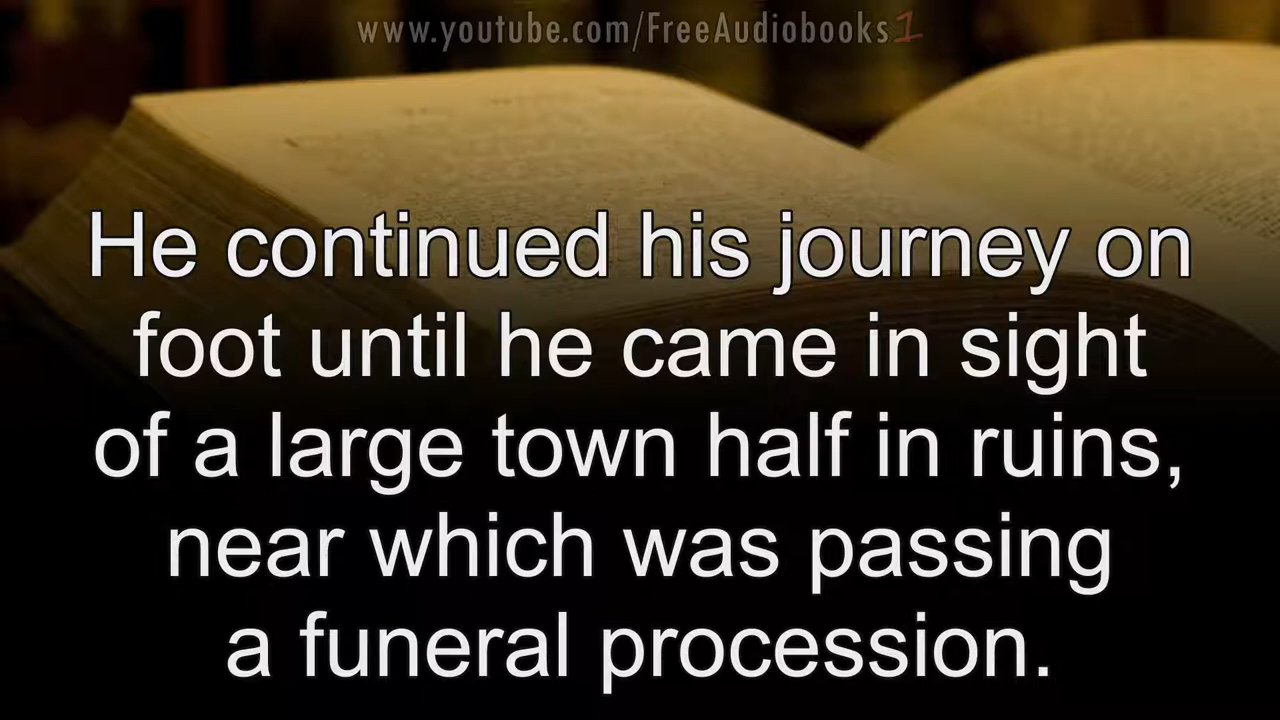 www.youtube.com/FreeAudiobooks1
He continued his journey on
foot until he came in sight
of a large town half in ruins,
near which was passing
a funeral procession.